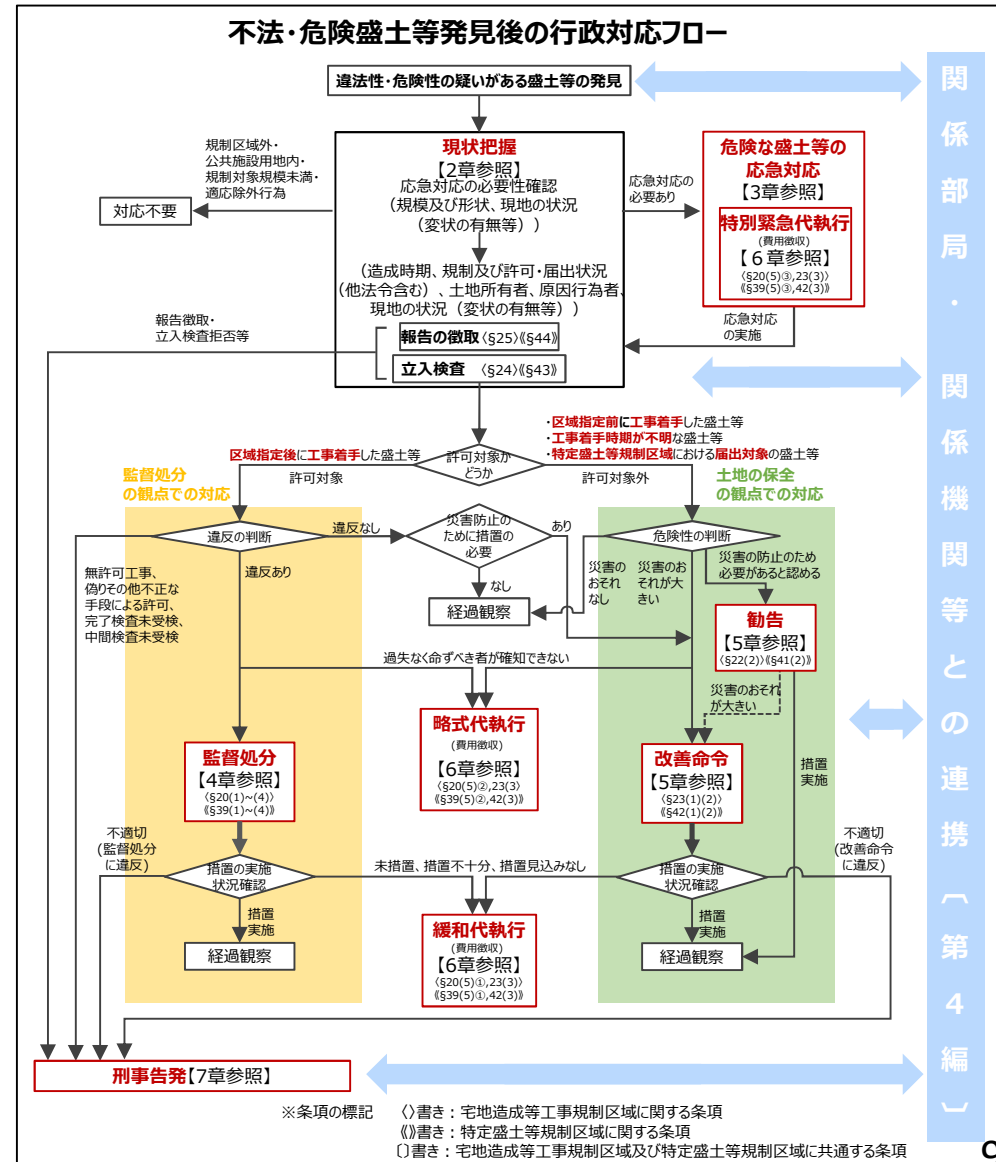 不法・危険盛土等発見後の行政対応フロー
違法性・危険性の疑いがある盛土等の発見
現状把握
【2章参照】
応急対応の必要性確認
(規模及び形状、現地の状況
(変状の有無等))
(造成時期、規制及び許可・届出状況
(他法令含む)、土地所有者、原因行為者、
現地の状況(変状の有無等))
報告の徴取〈§25〉《§44》
立入検査 〈§24〉《§43》
規制区域外・
公共施設用地内・
規制対象規模未満・
適応除外行為
対応不要
応急対応の
必要あり
危険な盛土等の
応急対応
【3章参照】
特別緊急代執行
(費用徴収)
【６章参照】
〈§20(5)③,23(3)〉
《§39(5)③,42(3)》
応急対応
の実施
報告徴取・
立入検査拒否等
・区域指定前に工事着手した盛土等
・工事着手時期が不明な盛土等
・特定盛土等規制区域における届出対象の盛土等
区域指定後に工事着手した盛土等
許可対象か
どうか
許可対象
許可対象外
監督処分
の観点での対応
土地の保全
の観点での対応
違反の判断
違反なし
災害防止の
ために措置の
必要
あり
なし
経過観察
危険性の判断
災害の
おそれ
なし
災害のお
それが大
きい
災害の防止のため
必要があると認める
無許可工事、
偽りその他不正な
手段による許可、
完了検査未受検、
中間検査未受検
違反あり
勧告
【5章参照】
〈§22(2)〉《§41(2)》
過失なく命ずべき者が確知できない
災害のおそれ
が大きい
略式代執行
(費用徴収)
【6章参照】
〈§20(5)②,23(3〉
《§39(5)②,42(3)》
監督処分
【4章参照】
〈§20(1)~(4)〉
《§39(1)~(4)》
改善命令
【5章参照】
〈§23(1)(2)〉
《§42(1)(2)》
措置
実施
不適切
(監督処分
に違反)
措置の実施
状況確認
未措置、措置不十分、措置見込みなし
措置の実施
状況確認
不適切
(改善命令
に違反)
措置
実施
経過観察
緩和代執行
(費用徴収)
【6章参照】
〈§20(5)①,23(3)〉
《§39(5)①,42(3)》
措置
実施
経過観察
刑事告発【7章参照】
関係部局・関係機関等との連携〔第4編〕
※条項の標記 〈〉書き：宅地造成等工事規制区域に関する条項
《》書き：特定盛土等規制区域に関する条項
〔〕書き：宅地造成等工事規制区域及び特定盛土等規制区域に共通する条項